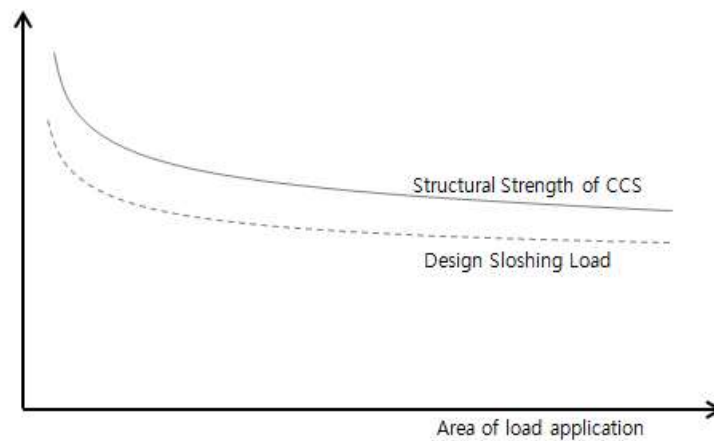 Structural Strength of CCS
Design Sloshing Load
Area of load application